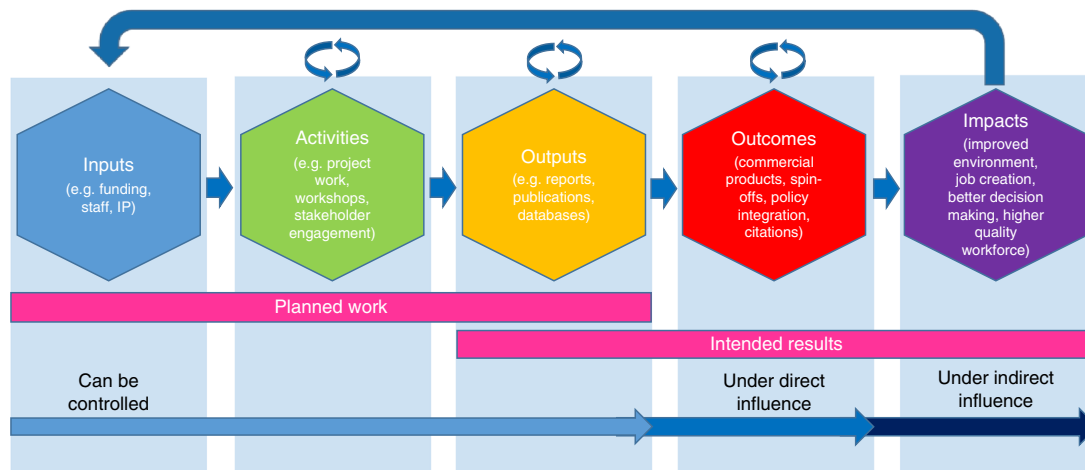 Inputs
(e.g. funding,
staff, IP)
Activities
(e.g. project
work,
workshops,
stakeholder
engagement)
Outputs
(e.g. reports,
publications,
databases)
Outcomes
(commercial
products, spin-
offs, policy
integration,
citations)
Impacts
(improved
environment,
job creation,
better decision
making, higher
quality
workforce)
Planned work
Intended results
Can be
controlled
Under direct
influence
Under indirect
influence